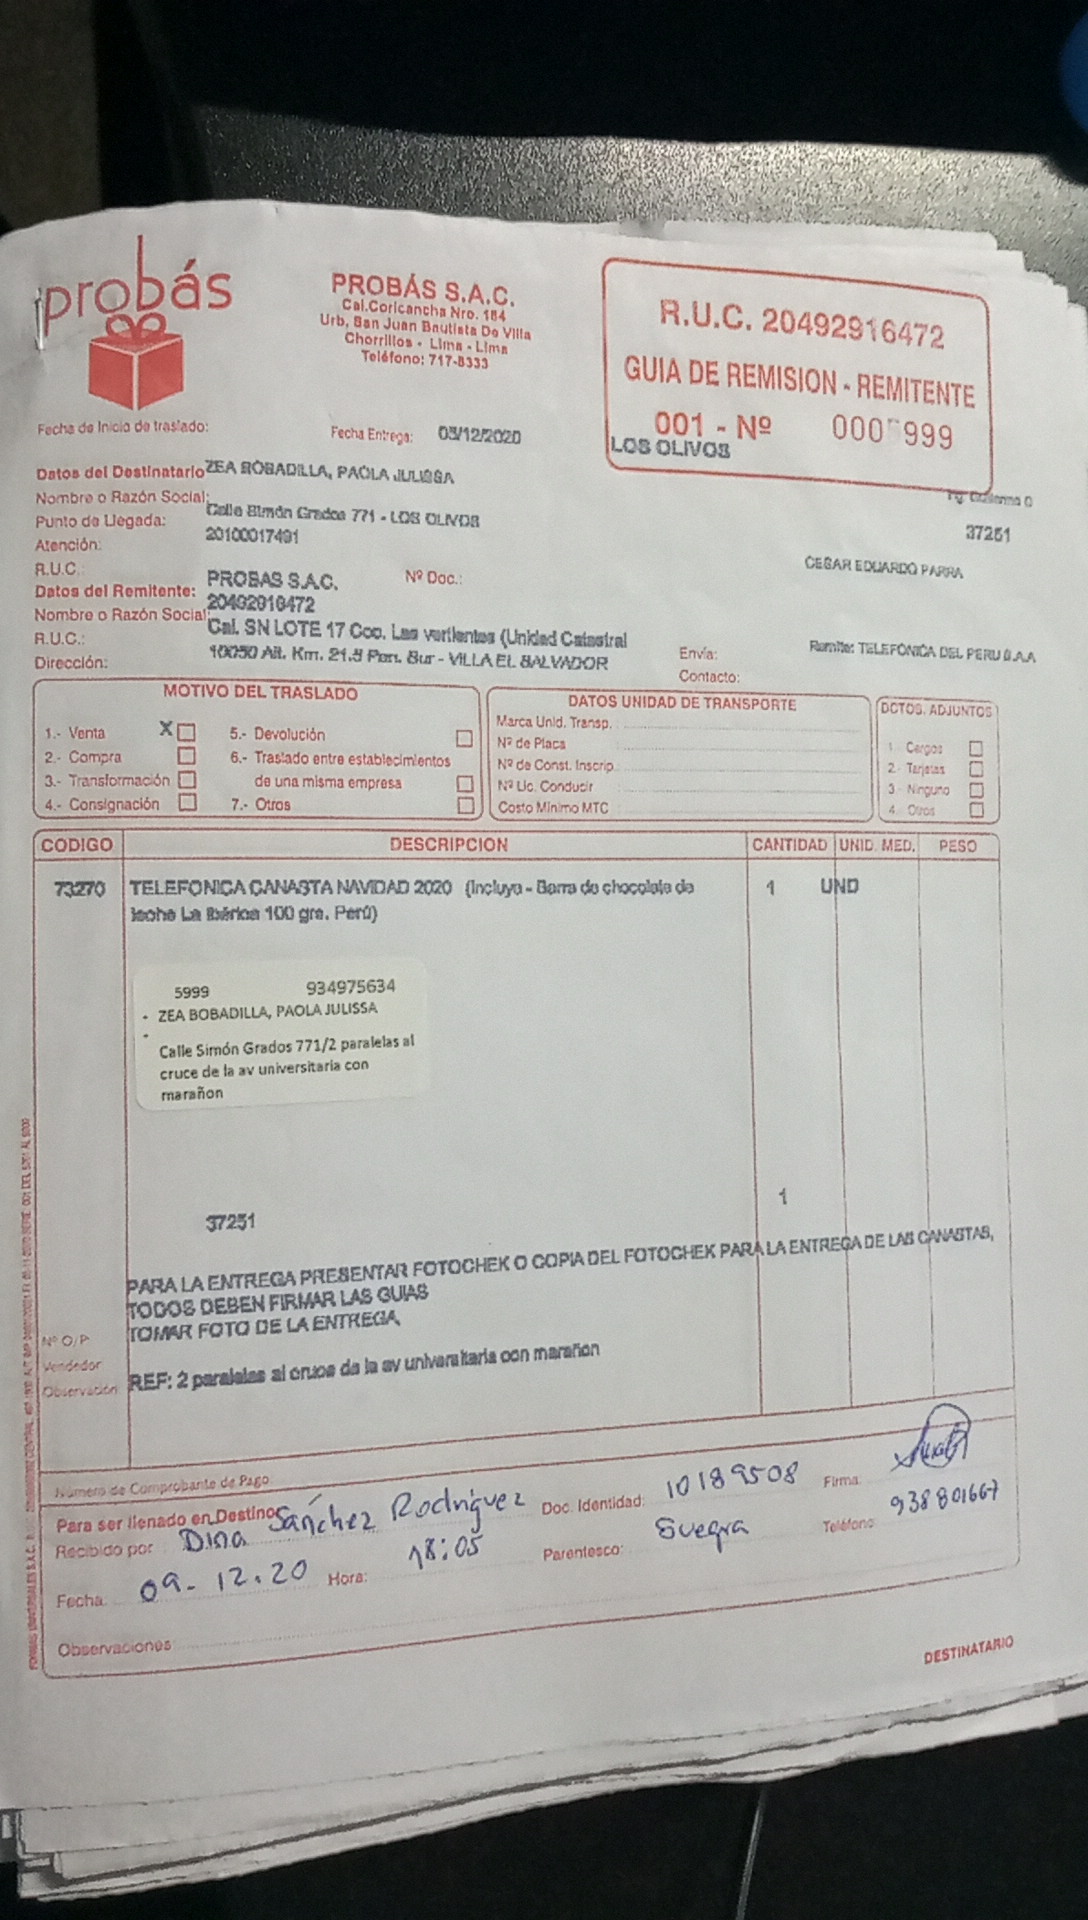 probás
PROBÁS S.A.C.
Cal.Coricancha Nro. 184
Urb. San Juan Bautista De Villa
Chorrillos - Lima - Lima
Teléfono: 717-8333
R.U.C. 20492916472
GUIA DE REMISION - REMITENTE
001 - Nº 000 999
LOS OLIVOS
Fecha de Inicio de traslado:
Fecha Entrega: 05/12/2020
Datos del Destinatario ZEA BOBADILLA, PAOLA JULISSA
Nombre o Razón Social:
Punto de Llegada: Calle Simón Grados 771 - LOS OLIVOS
37251
Atención: 20100017491
R.U.C.:
CESAR EDUARDO PARRA
Datos del Remitente: PROBAS S.A.C. Nº Doc.:
Nombre o Razón Social: 20492916472
R.U.C.: Cal. SN LOTE 17 Coo. Las vertientes (Unidad Catastral
Dirección: 10050 Alt. Km. 21.5 Pan. Sur - VILLA EL SALVADOR
Envía: Remite: TELEFÓNICA DEL PERU S.A.A
Contacto:
MOTIVO DEL TRASLADO
1.- Venta X
2.- Compra
3.- Transformación
4.- Consignación
5.- Devolución
6.- Traslado entre establecimientos
de una misma empresa
7.- Otros
DATOS UNIDAD DE TRANSPORTE
Marca Unid. Transp.
Nº de Placa
Nº de Const. Inscrip.
Nº Lic. Conducir
Costo Mínimo MTC
DCTOS. ADJUNTOS
1.- Cargos
2.- Tarjetas
3.- Ninguno
4.- Otros
CODIGO DESCRIPCION CANTIDAD UNID. MED. PESO
73270 TELEFONICA CANASTA NAVIDAD 2020 (Incluye - Barra de chocolate de 1 UND
leche La Ibérica 100 grs. Perú)
5999 934975634
- ZEA BOBADILLA, PAOLA JULISSA
-
Calle Simón Grados 771/2 paralelas al
cruce de la av universitaria con
marañon
1
37251
PARA LA ENTREGA PRESENTAR FOTOCHEK O COPIA DEL FOTOCHEK PARA LA ENTREGA DE LAS CANASTAS,
TODOS DEBEN FIRMAR LAS GUIAS
Nº O/P TOMAR FOTO DE LA ENTREGA,
Vendedor
Observación REF: 2 paralelas al cruce de la av universitaria con marañon
Número de Comprobante de Pago
Para ser llenado en Destino
Recibido por Dina Sánchez Rodríguez Doc. Identidad: 10189508 Firma:
Fecha: 09-12.20 Hora: 18:05 Parentesco: Suegra Teléfono: 938801667
Observaciones
DESTINATARIO